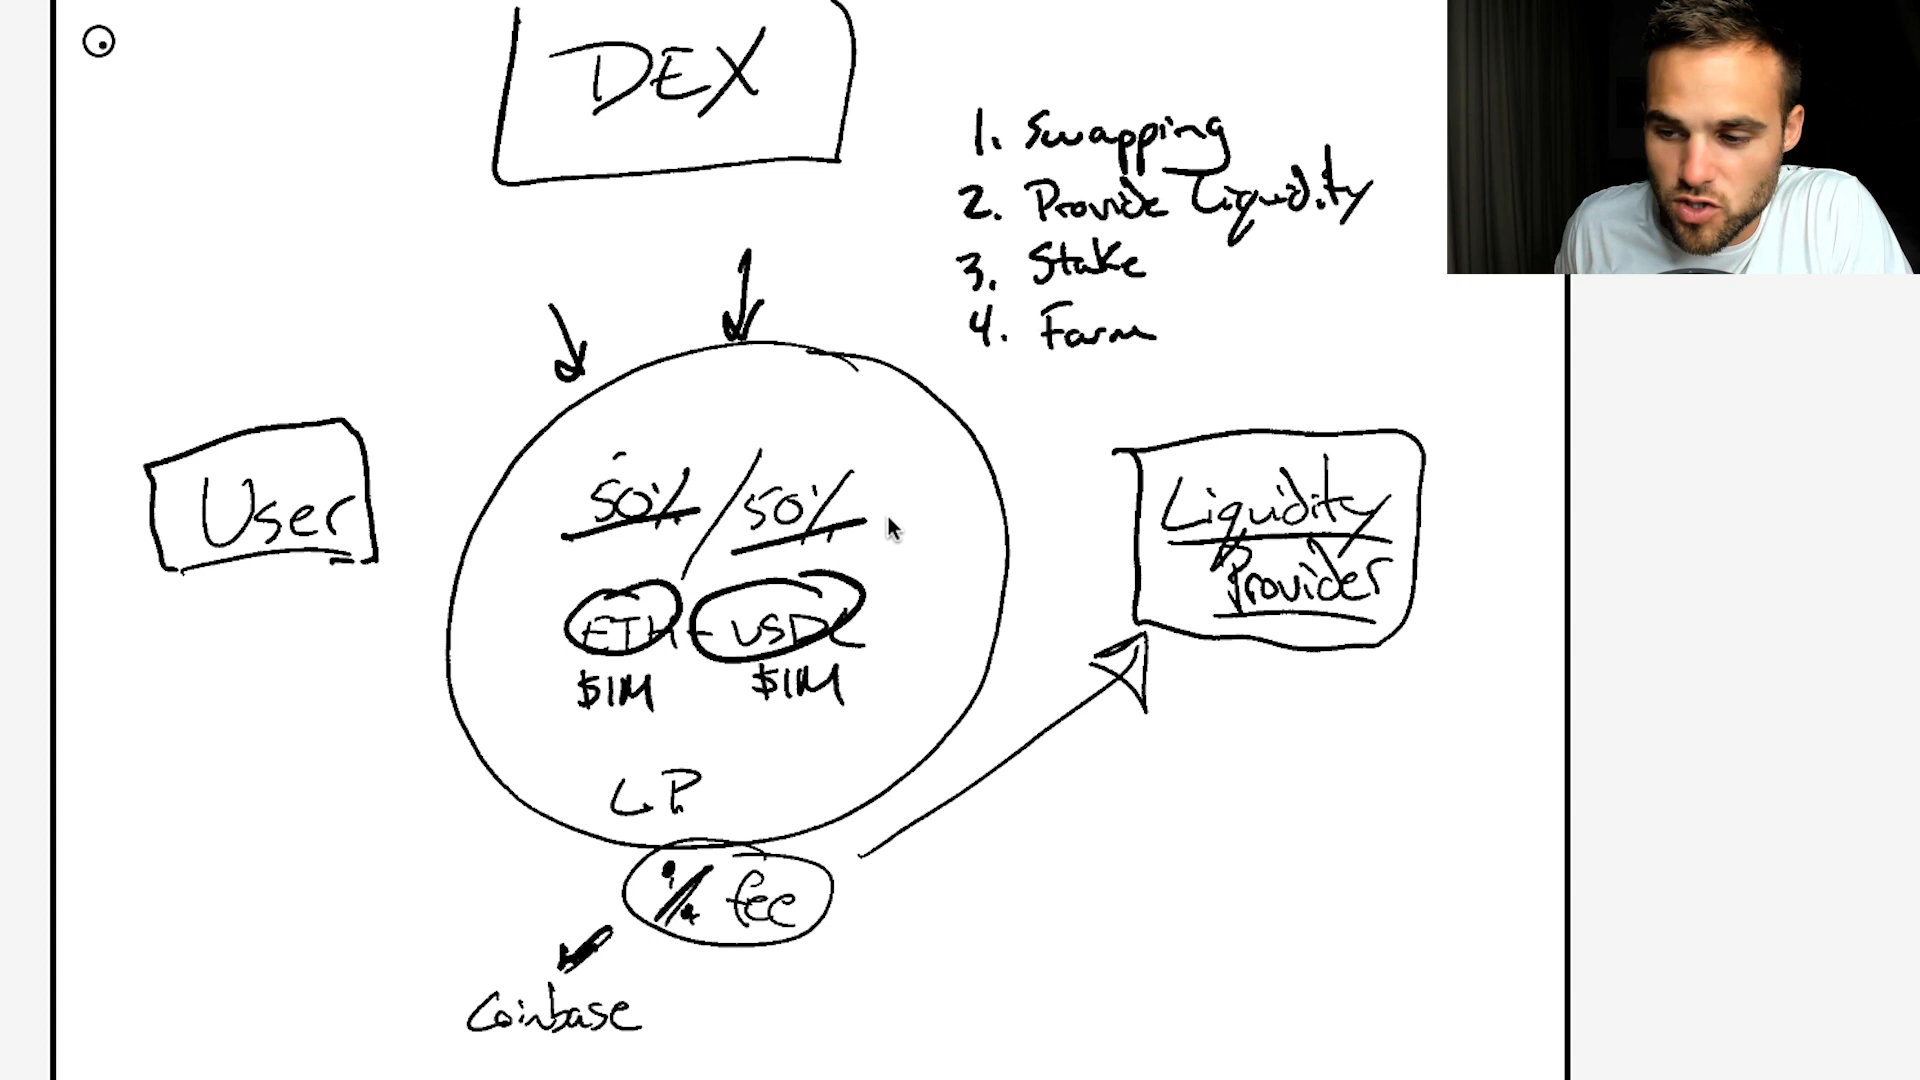 DEX
1. Swapping
2. Provide Liquidity
3. Stake
4. Farm
User
50% / 50%
ETH - USDC
$1M $1M
LP
Liquidity
Provider
% fee
Coinbase